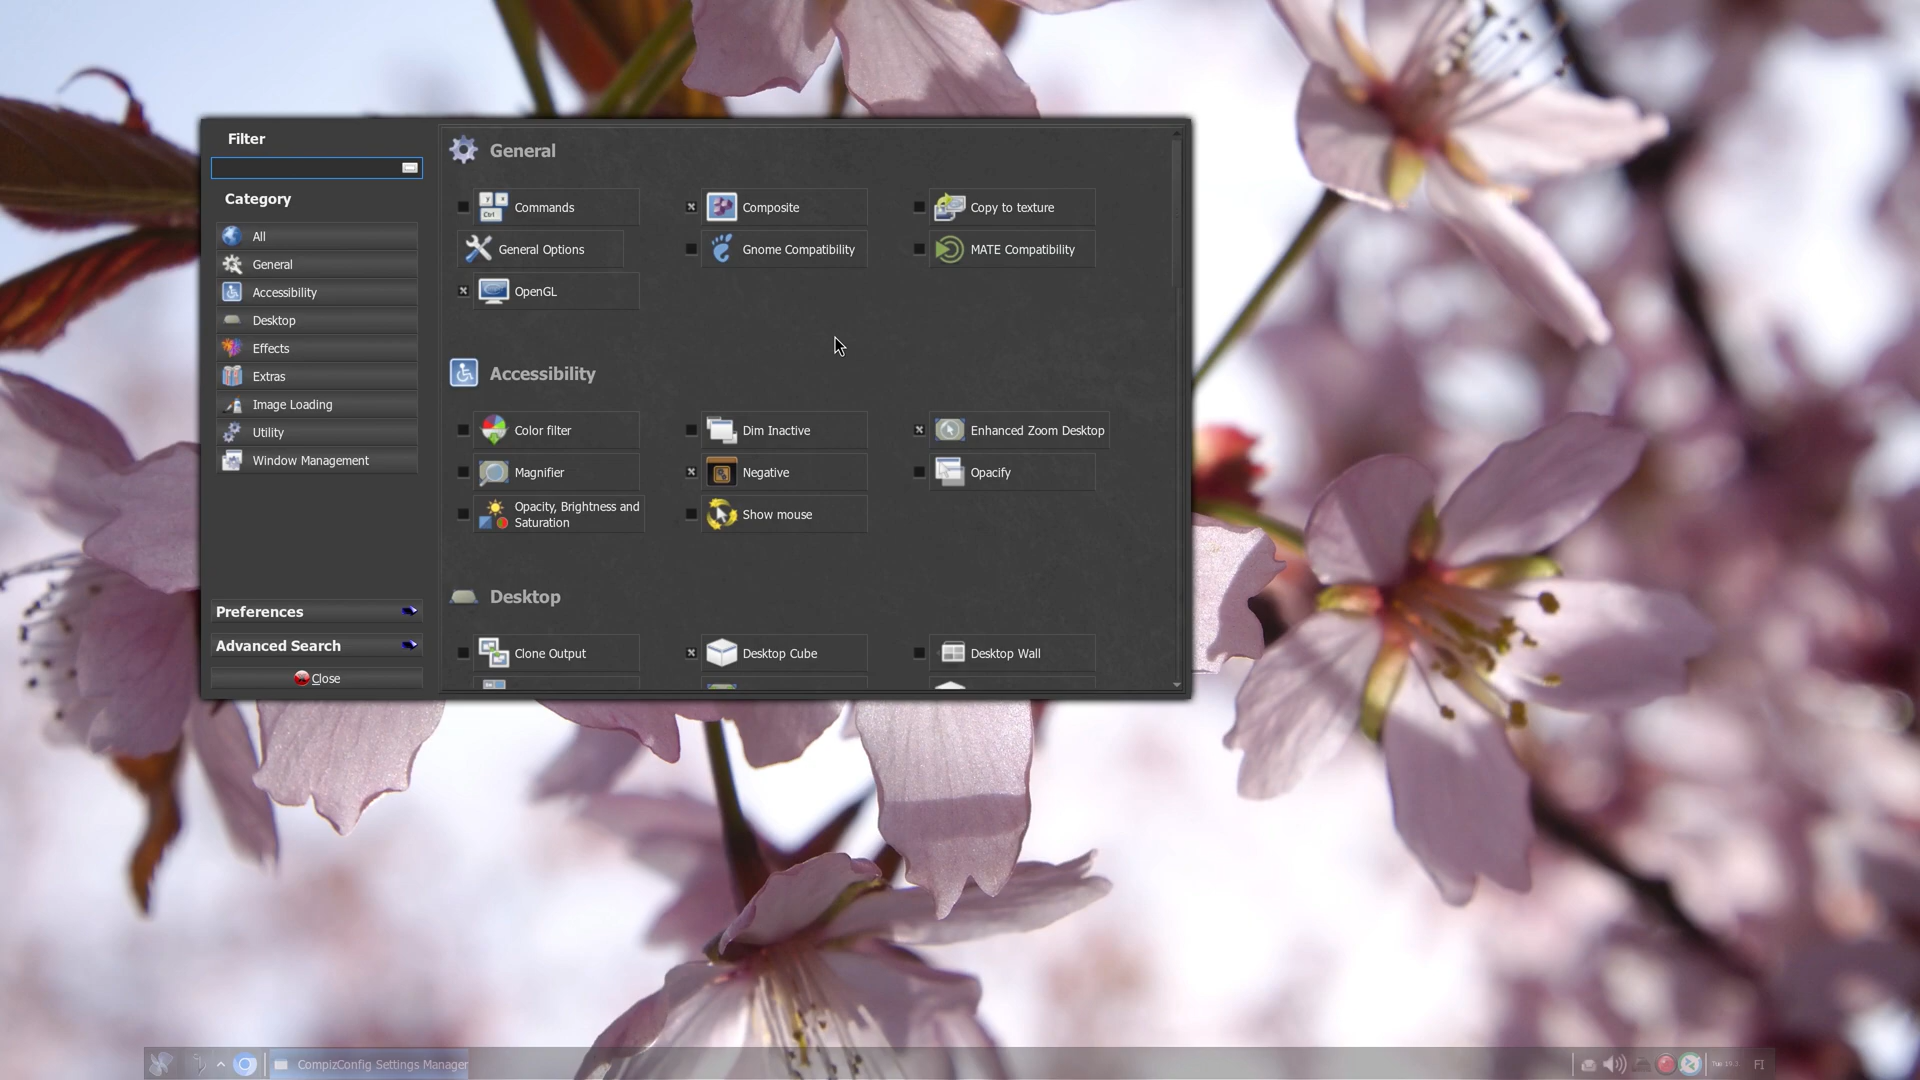 Filter
Category
All
General
Accessibility
Desktop
Effects
Extras
Image Loading
Utility
Window Management
Preferences
Advanced Search
Close
General
Commands
Composite
Copy to texture
General Options
Gnome Compatibility
MATE Compatibility
OpenGL
Accessibility
Color filter
Dim Inactive
Enhanced Zoom Desktop
Magnifier
Negative
Opacify
Opacity, Brightness and
Saturation
Show mouse
Desktop
Clone Output
Desktop Cube
Desktop Wall
CompizConfig Settings Manager
FI